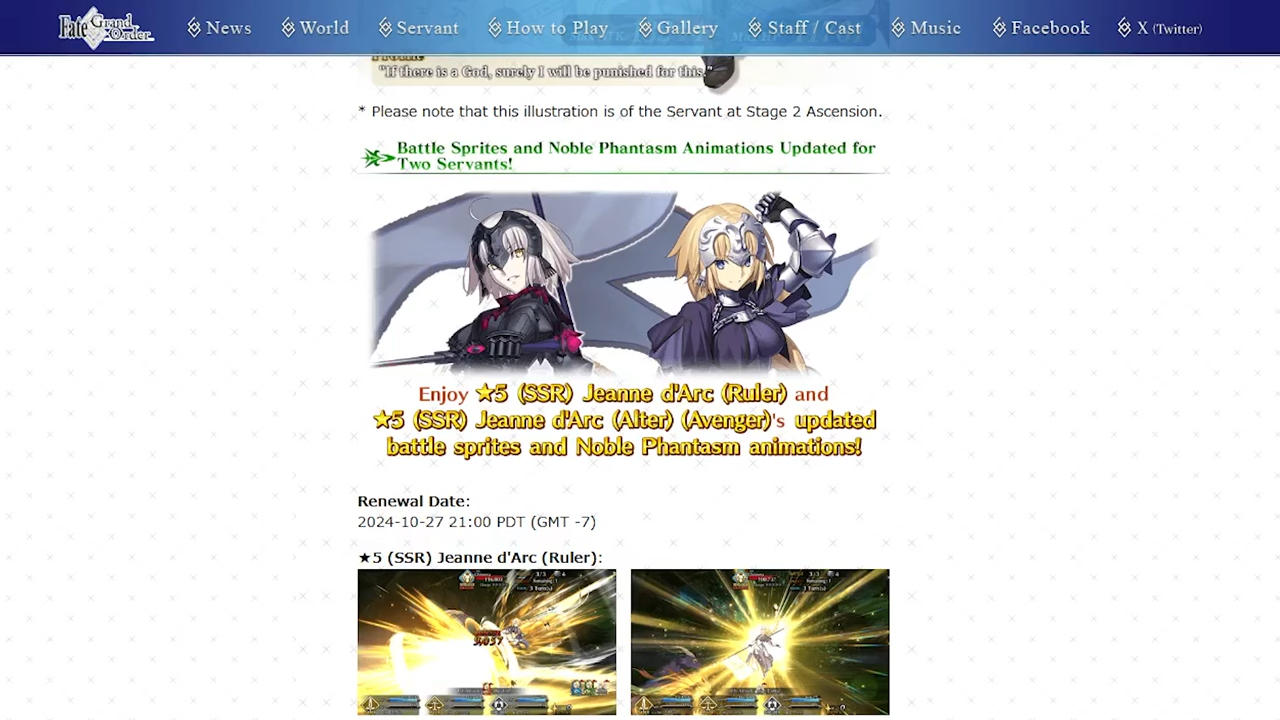 Fate Grand Order
News
World
Servant
How to Play
Gallery
Staff / Cast
Music
Facebook
X (Twitter)
Profile
"If there is a God, surely I will be punished for this."
* Please note that this illustration is of the Servant at Stage 2 Ascension.
Battle Sprites and Noble Phantasm Animations Updated for
Two Servants!
Enjoy ★5 (SSR) Jeanne d'Arc (Ruler) and
★5 (SSR) Jeanne d'Arc (Alter) (Avenger)'s updated
battle sprites and Noble Phantasm animations!
Renewal Date:
2024-10-27 21:00 PDT (GMT -7)
★5 (SSR) Jeanne d'Arc (Ruler):